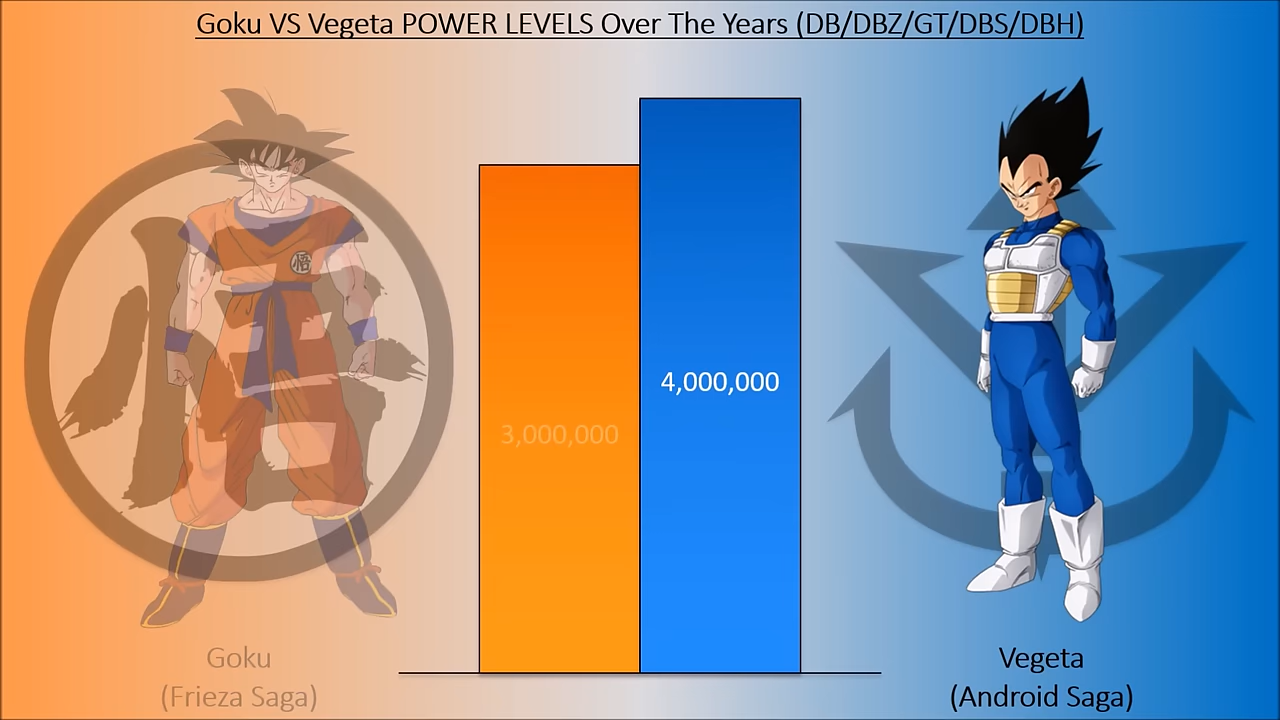 Goku VS Vegeta POWER LEVELS Over The Years (DB/DBZ/GT/DBS/DBH)
悟
3,000,000
4,000,000
Goku
(Frieza Saga)
Vegeta
(Android Saga)